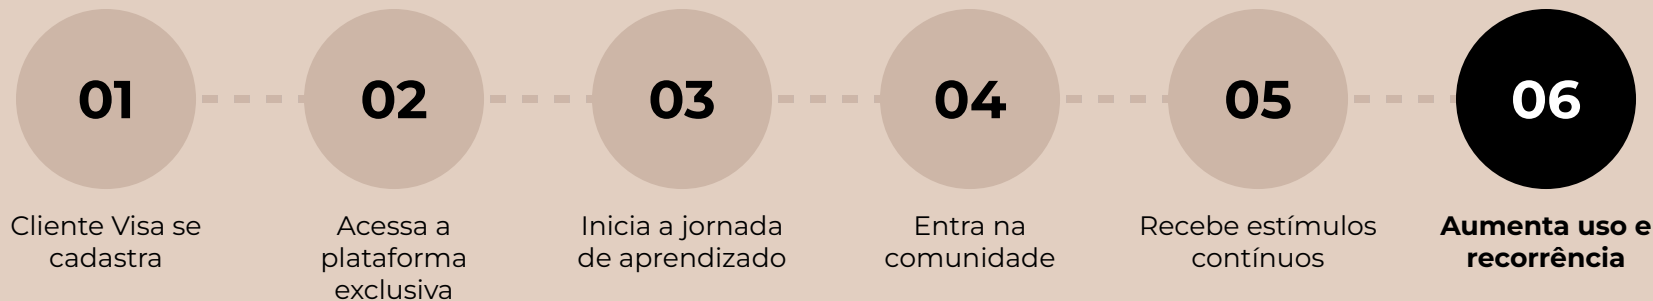 01
02
03
04
05
06
Cliente Visa se
cadastra
Acessa a
plataforma
exclusiva
Inicia a jornada
de aprendizado
Entra na
comunidade
Recebe estímulos
contínuos
Aumenta uso e
recorrência